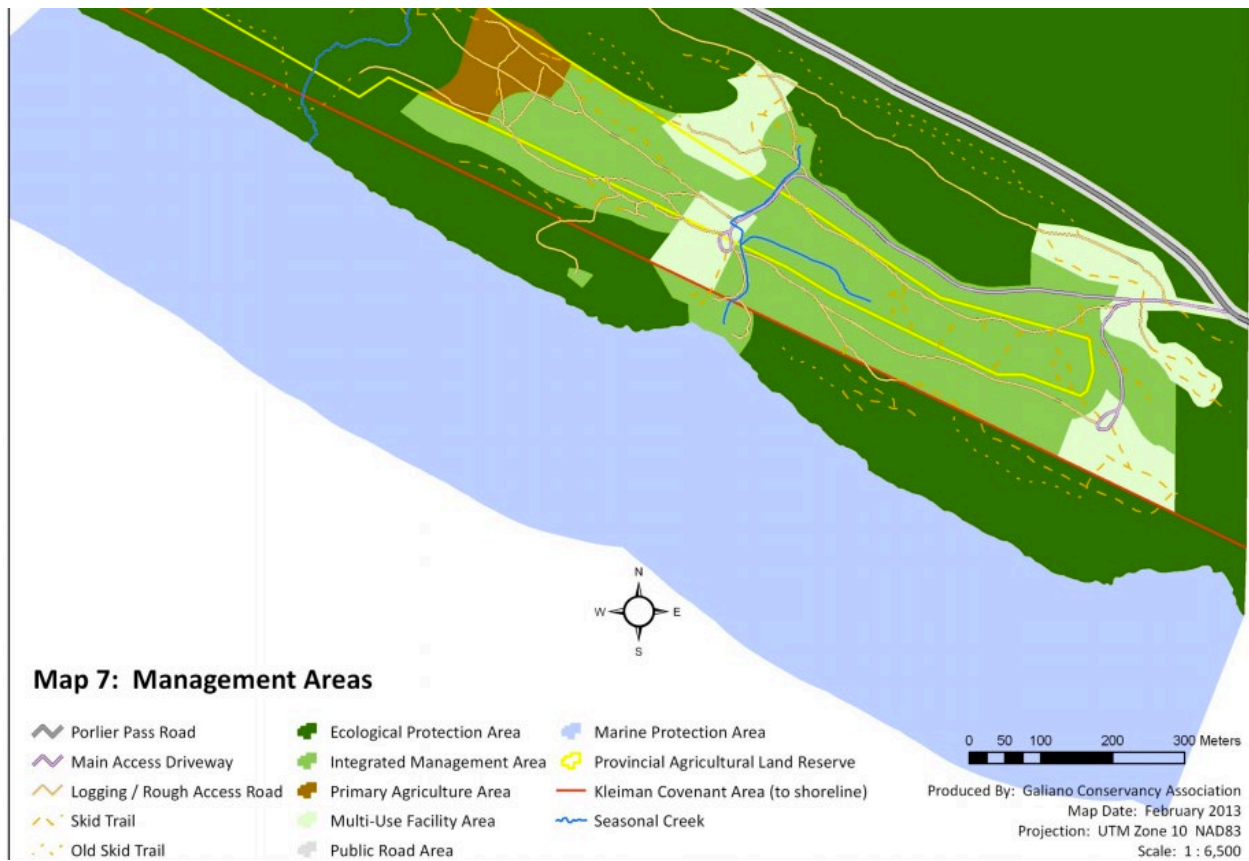 N
W E
S
Map 7: Management Areas
Porlier Pass Road
Main Access Driveway
Logging / Rough Access Road
Skid Trail
Old Skid Trail
Ecological Protection Area
Integrated Management Area
Primary Agriculture Area
Multi-Use Facility Area
Public Road Area
Marine Protection Area
Provincial Agricultural Land Reserve
Kleiman Covenant Area (to shoreline)
Seasonal Creek
0 50 100 200 300 Meters
Produced By: Galiano Conservancy Association
Map Date: February 2013
Projection: UTM Zone 10 NAD83
Scale: 1 : 6,500